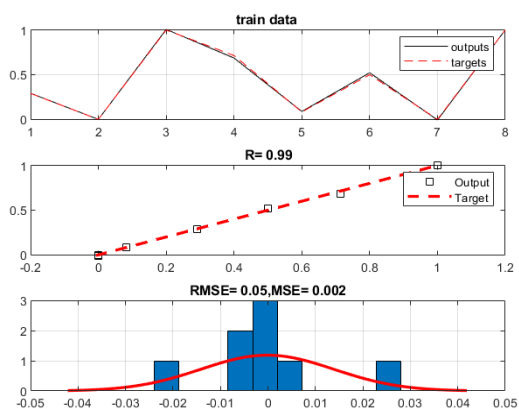 train data
1
0.5
0
outputs
targets
1 2 3 4 5 6 7 8
R= 0.99
1
0.5
0
Output
Target
-0.2 0 0.2 0.4 0.6 0.8 1 1.2
RMSE= 0.05,MSE= 0.002
3
2
1
0
-0.05 -0.04 -0.03 -0.02 -0.01 0 0.01 0.02 0.03 0.04 0.05